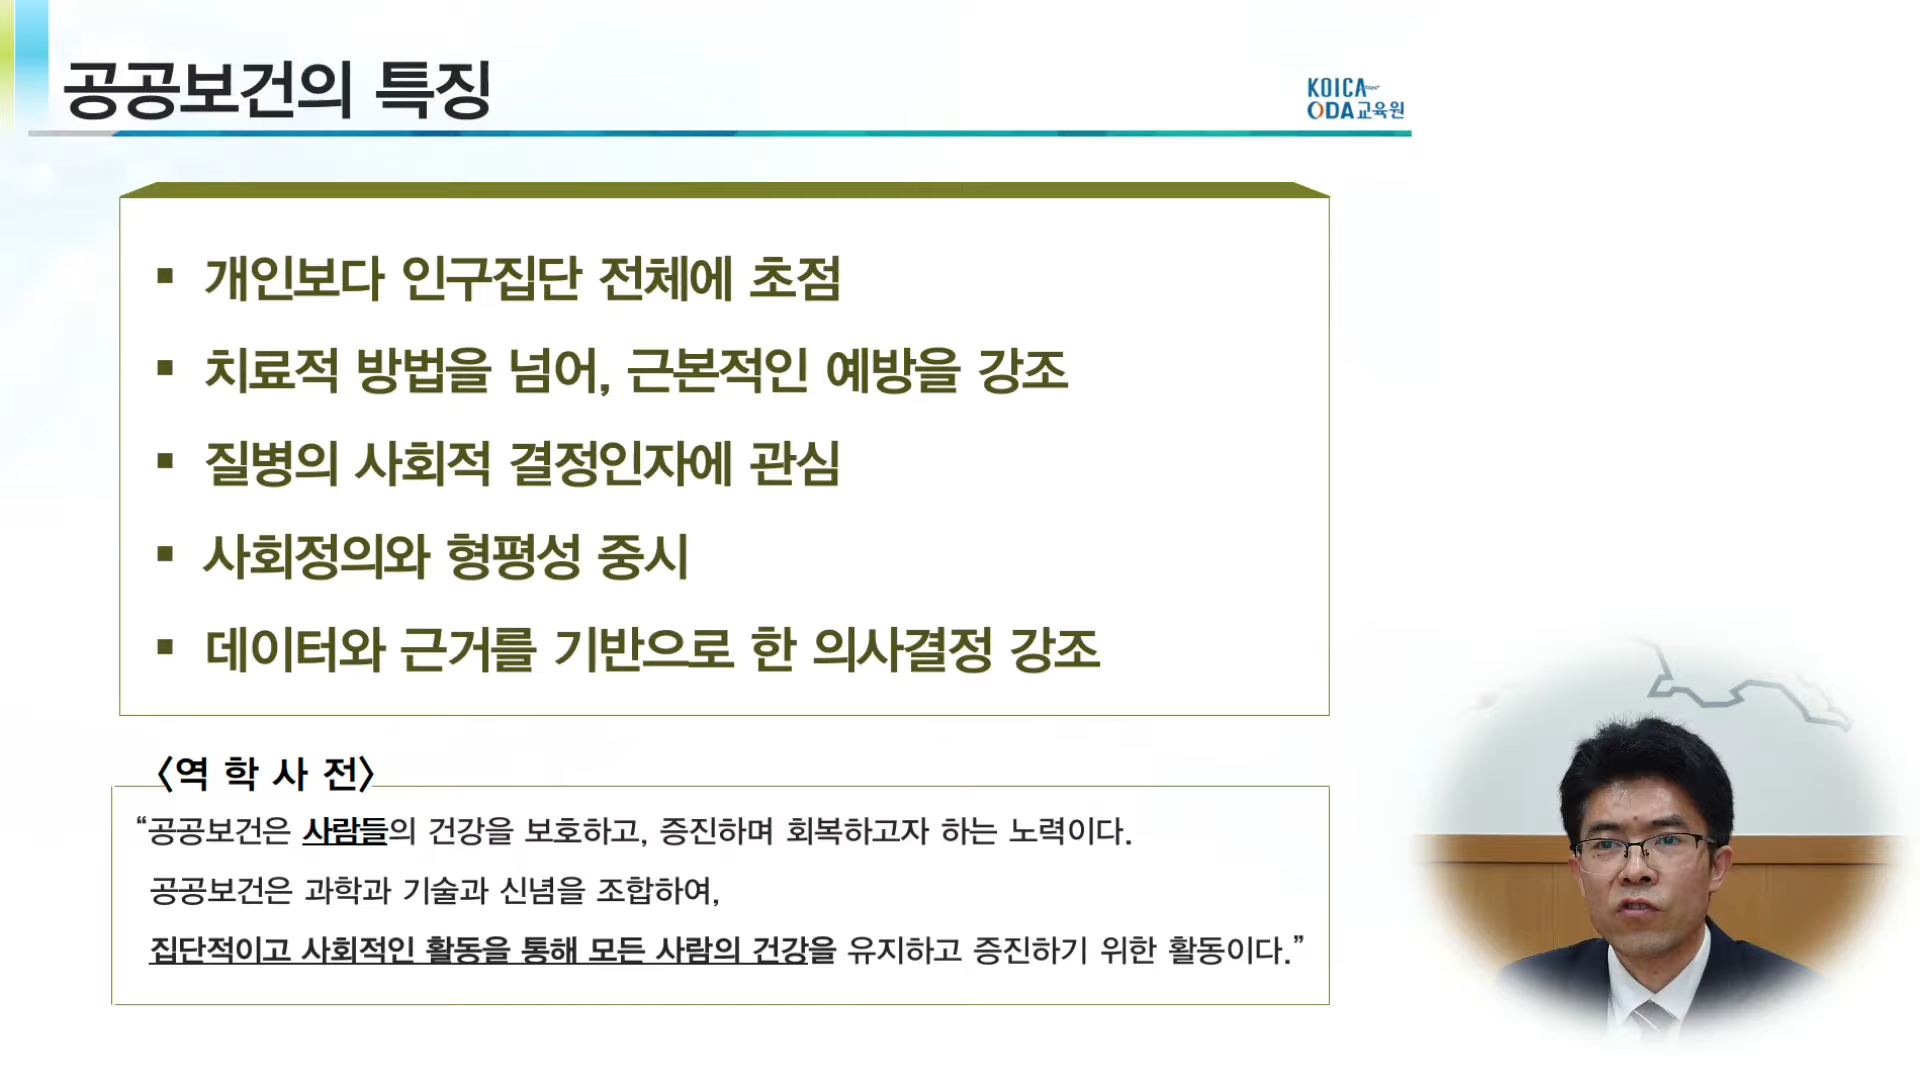 공공보건의 특징
KOICA
ODA교육원
▪ 개인보다 인구집단 전체에 초점
▪ 치료적 방법을 넘어, 근본적인 예방을 강조
▪ 질병의 사회적 결정인자에 관심
▪ 사회정의와 형평성 중시
▪ 데이터와 근거를 기반으로 한 의사결정 강조
〈역 학 사 전〉
“공공보건은 사람들의 건강을 보호하고, 증진하며 회복하고자 하는 노력이다.
공공보건은 과학과 기술과 신념을 조합하여,
집단적이고 사회적인 활동을 통해 모든 사람의 건강을 유지하고 증진하기 위한 활동이다.”